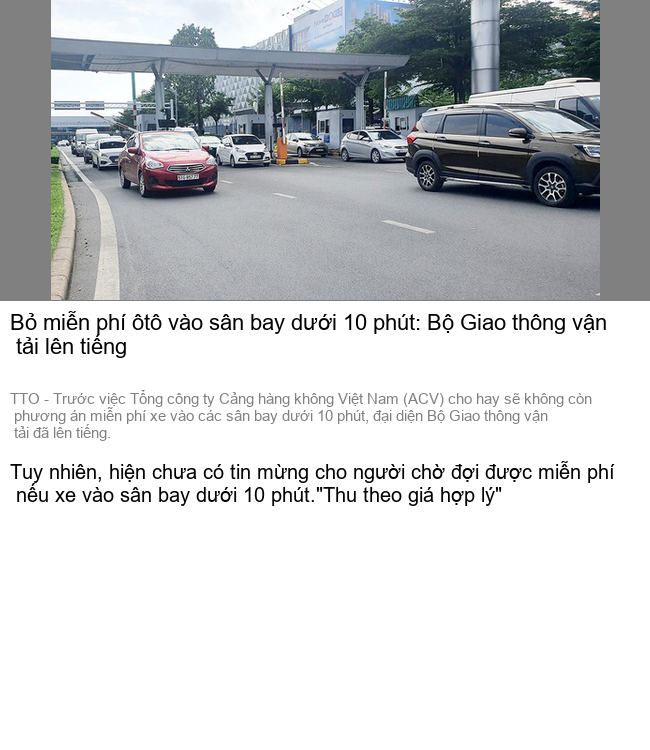 Bỏ miễn phí ôtô vào sân bay dưới 10 phút: Bộ Giao thông vận
tải lên tiếng
TTO - Trước việc Tổng công ty Cảng hàng không Việt Nam (ACV) cho hay sẽ không còn
phương án miễn phí xe vào các sân bay dưới 10 phút, đại diện Bộ Giao thông vận
tải đã lên tiếng.
Tuy nhiên, hiện chưa có tin mừng cho người chờ đợi được miễn phí
nếu xe vào sân bay dưới 10 phút."Thu theo giá hợp lý"